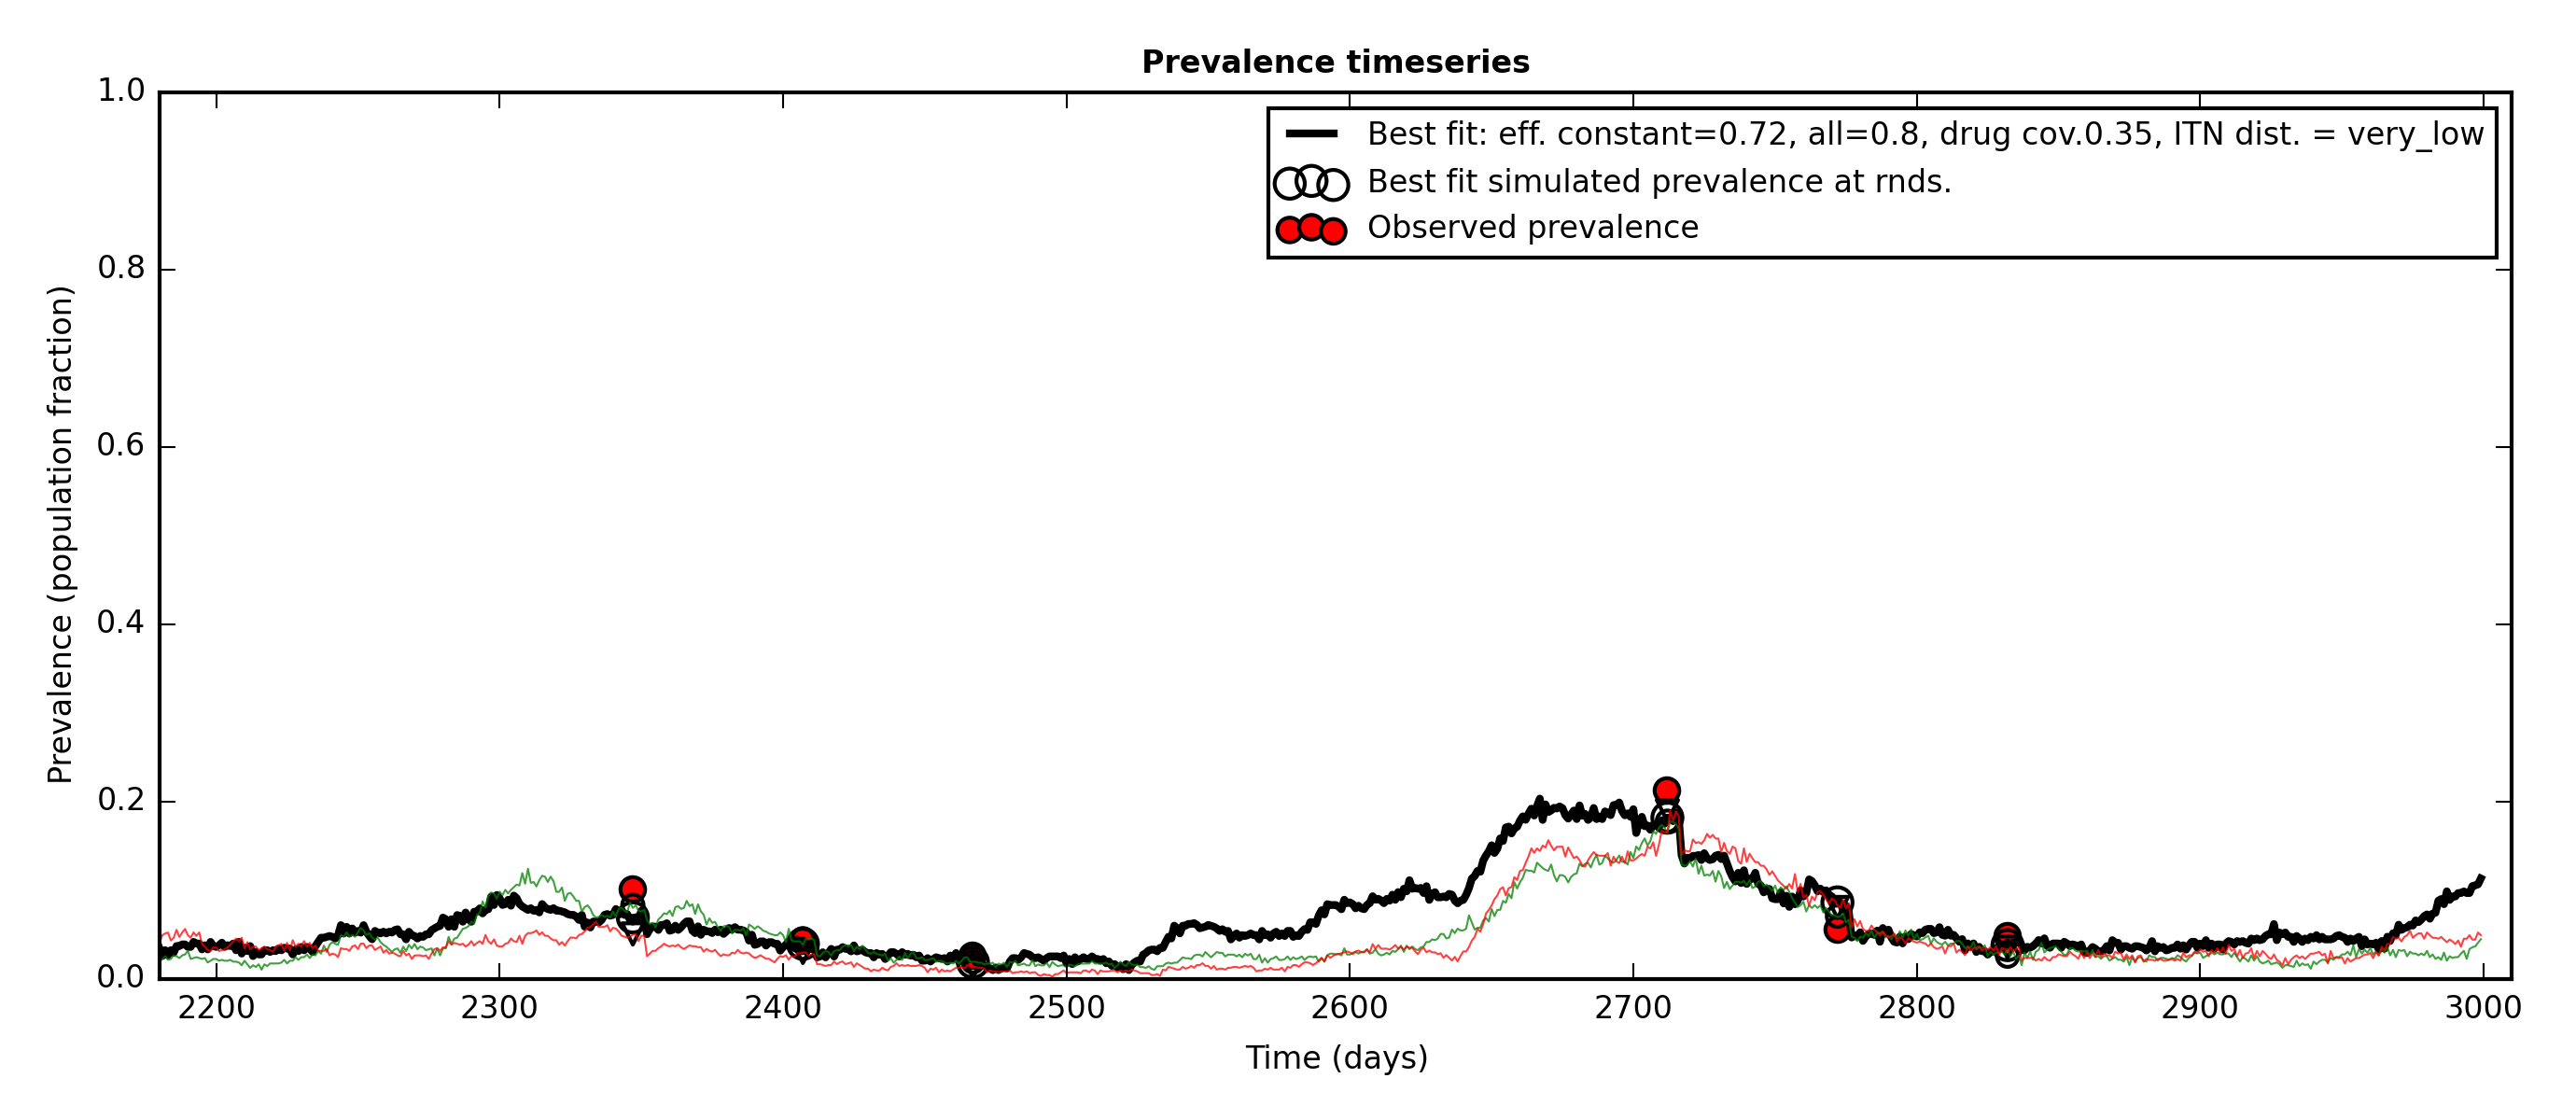 Prevalence timeseries
1.0
0.8
0.6
0.4
0.2
0.0
Prevalence (population fraction)
Best fit: eff. constant=0.72, all=0.8, drug cov.0.35, ITN dist. = very_low
Best fit simulated prevalence at rnds.
Observed prevalence
2200 2300 2400 2500 2600 2700 2800 2900 3000
Time (days)